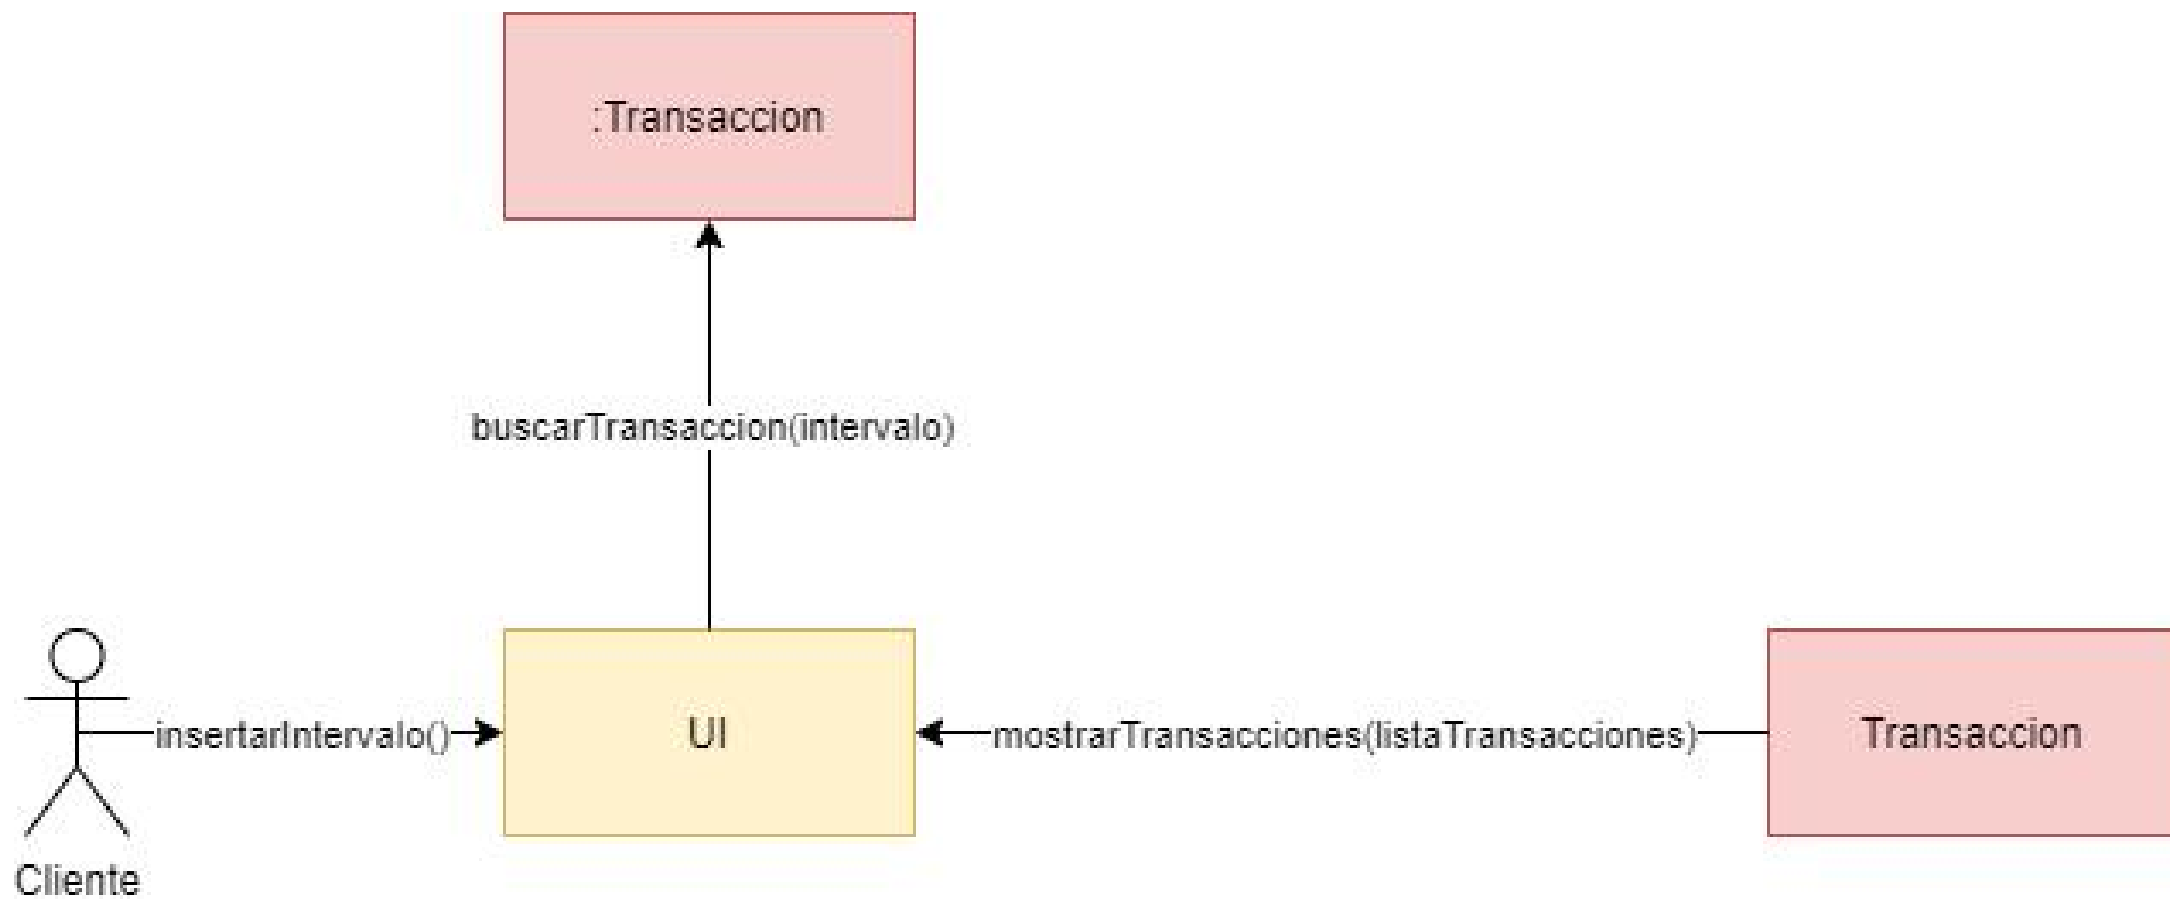 :Transaccion
buscarTransaccion(intervalo)
insertarIntervalo()
UI
mostrarTransacciones(listaTransacciones)
Transaccion
Cliente